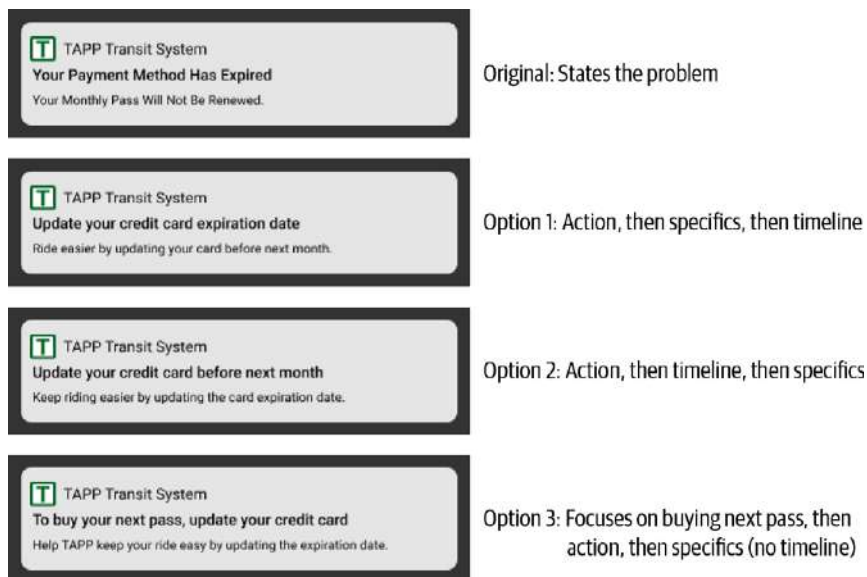 T TAPP Transit System
Your Payment Method Has Expired
Your Monthly Pass Will Not Be Renewed.
Original: States the problem
T TAPP Transit System
Update your credit card expiration date
Ride easier by updating your card before next month.
Option 1: Action, then specifics, then timeline
T TAPP Transit System
Update your credit card before next month
Keep riding easier by updating the card expiration date.
Option 2: Action, then timeline, then specifics
T TAPP Transit System
To buy your next pass, update your credit card
Help TAPP keep your ride easy by updating the expiration date.
Option 3: Focuses on buying next pass, then
action, then specifics (no timeline)